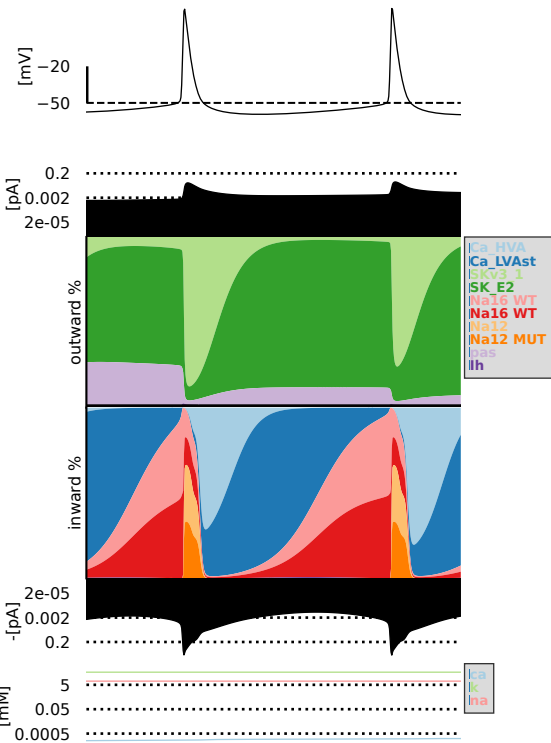 [mV]
−20
−50
[pA]
0.2
0.002
2e-05
outward %
Ca_HVA
Ca_LVAst
SKv3_1
SK_E2
Na16 WT
Na16 WT
Na12
Na12 MUT
pas
Ih
inward %
-[pA]
2e-05
0.002
0.2
[mM]
5
0.05
0.0005
ca
k
na